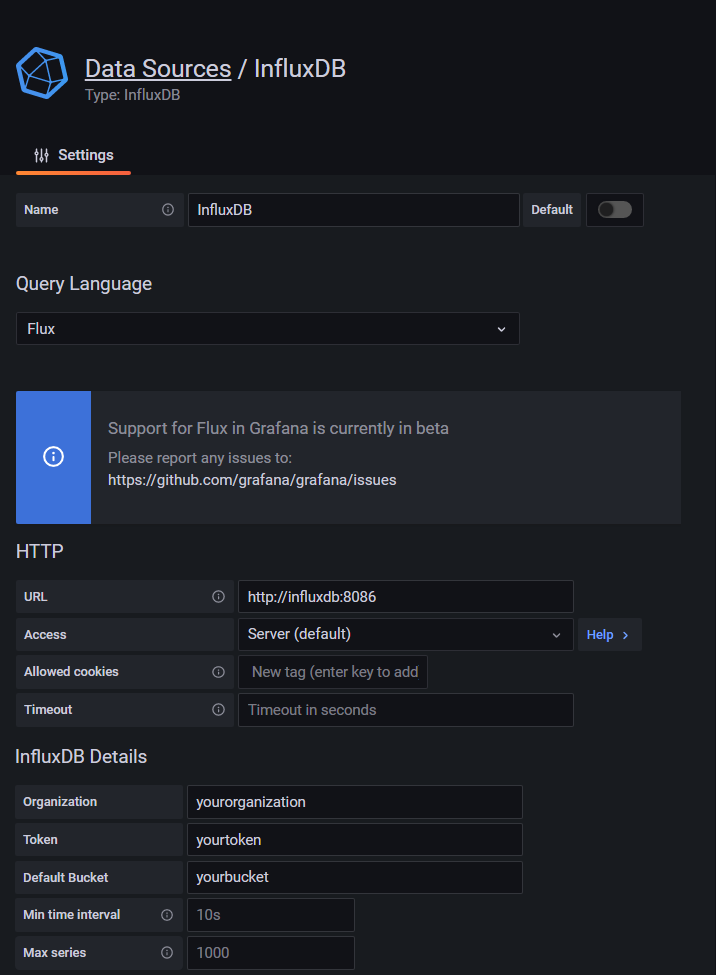 Data Sources / InfluxDB
Type: InfluxDB
Settings
Name InfluxDB Default
Query Language
Flux
Support for Flux in Grafana is currently in beta
Please report any issues to:
https://github.com/grafana/grafana/issues
HTTP
URL http://influxdb:8086
Access Server (default) Help
Allowed cookies New tag (enter key to add
Timeout Timeout in seconds
InfluxDB Details
Organization yourorganization
Token yourtoken
Default Bucket yourbucket
Min time interval 10s
Max series 1000